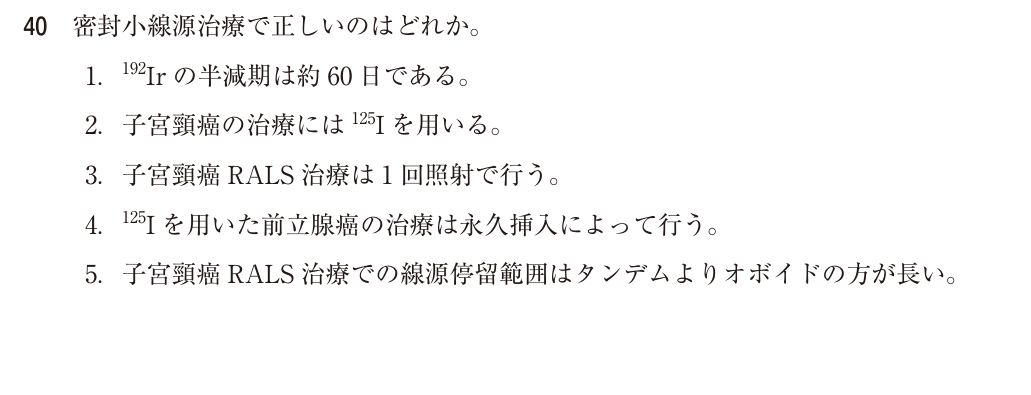 40 密封小線源治療で正しいのはどれか。
1. ¹⁹²Ir の半減期は約 60 日である。
2. 子宮頸癌の治療には ¹²⁵I を用いる。
3. 子宮頸癌 RALS 治療は 1 回照射で行う。
4. ¹²⁵I を用いた前立腺癌の治療は永久挿入によって行う。
5. 子宮頸癌 RALS 治療での線源停留範囲はタンデムよりオボイドの方が長い。